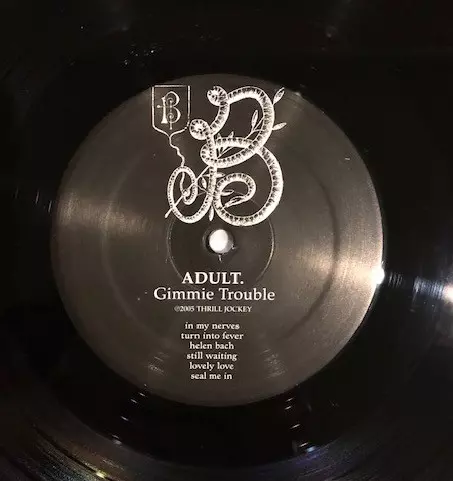 B
B
ADULT.
Gimmie Trouble
℗2005 THRILL JOCKEY
in my nerves
turn into fever
helen bach
still waiting
lovely love
seal me in